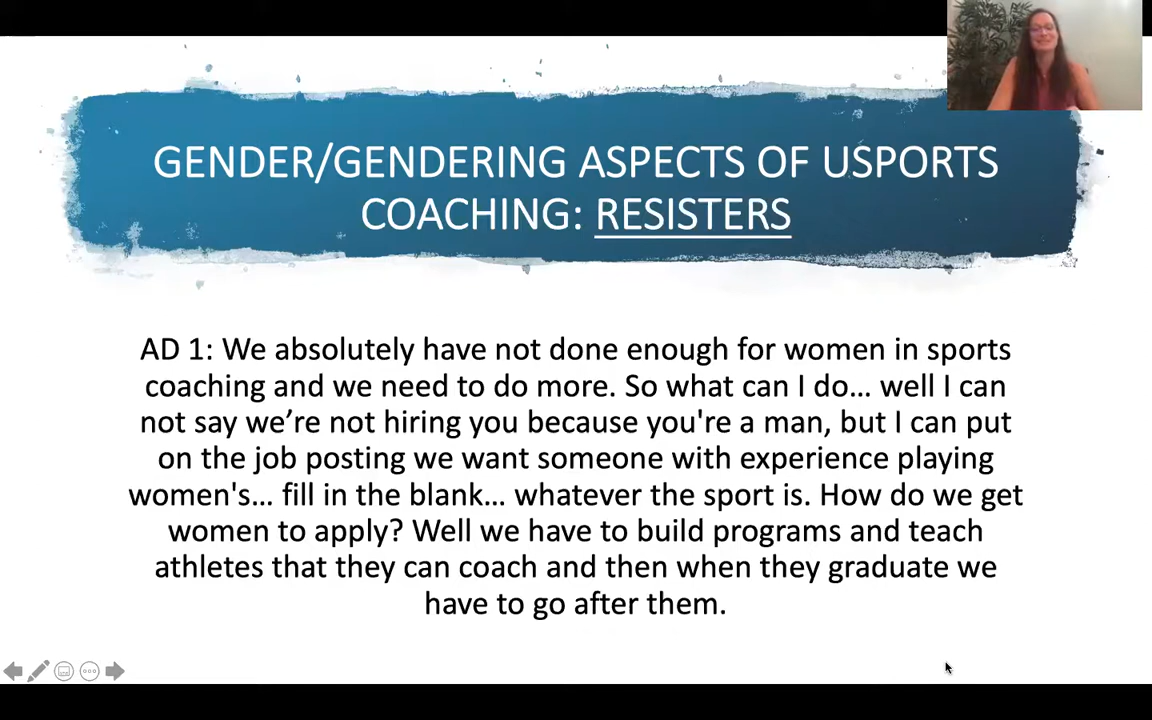 GENDER/GENDERING ASPECTS OF USPORTS
COACHING: RESISTERS
AD 1: We absolutely have not done enough for women in sports
coaching and we need to do more. So what can I do... well I can
not say we’re not hiring you because you're a man, but I can put
on the job posting we want someone with experience playing
women's... fill in the blank... whatever the sport is. How do we get
women to apply? Well we have to build programs and teach
athletes that they can coach and then when they graduate we
have to go after them.